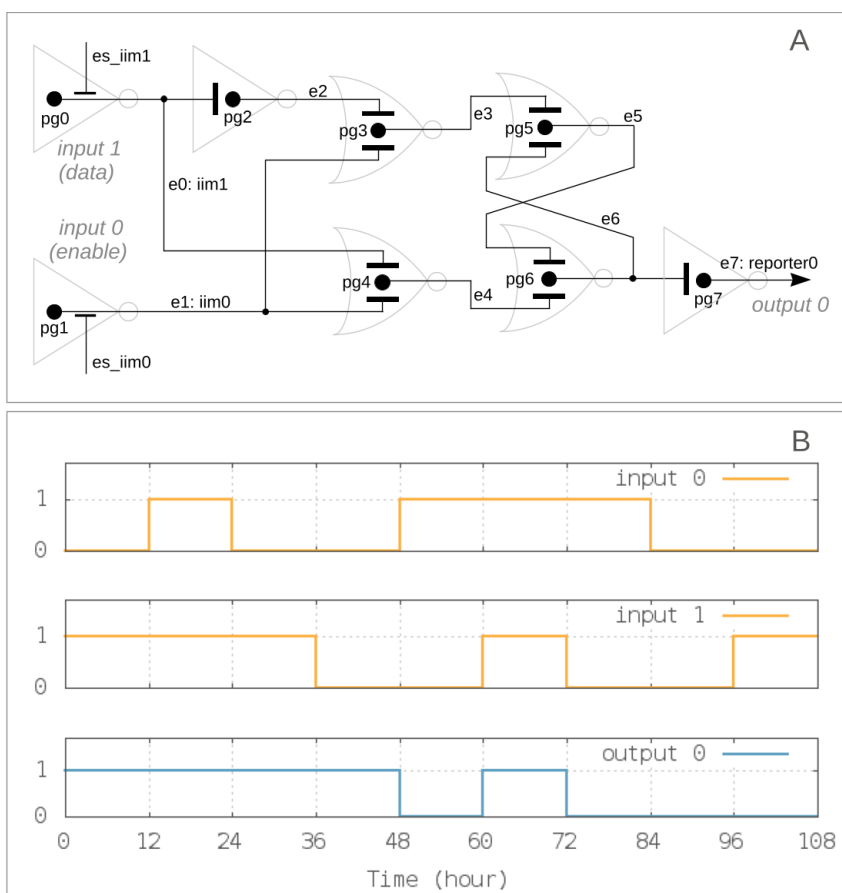 A
es_iim1
pg0
pg2
e2
pg3
e3
pg5
e5
input 1
(data)
e0: iim1
e6
input 0
(enable)
pg4
e4
pg6
e7: reporter0
pg1
e1: iim0
pg7
output 0
es_iim0
B
input 0
1
0
input 1
1
0
output 0
1
0
0 12 24 36 48 60 72 84 96 108
Time (hour)